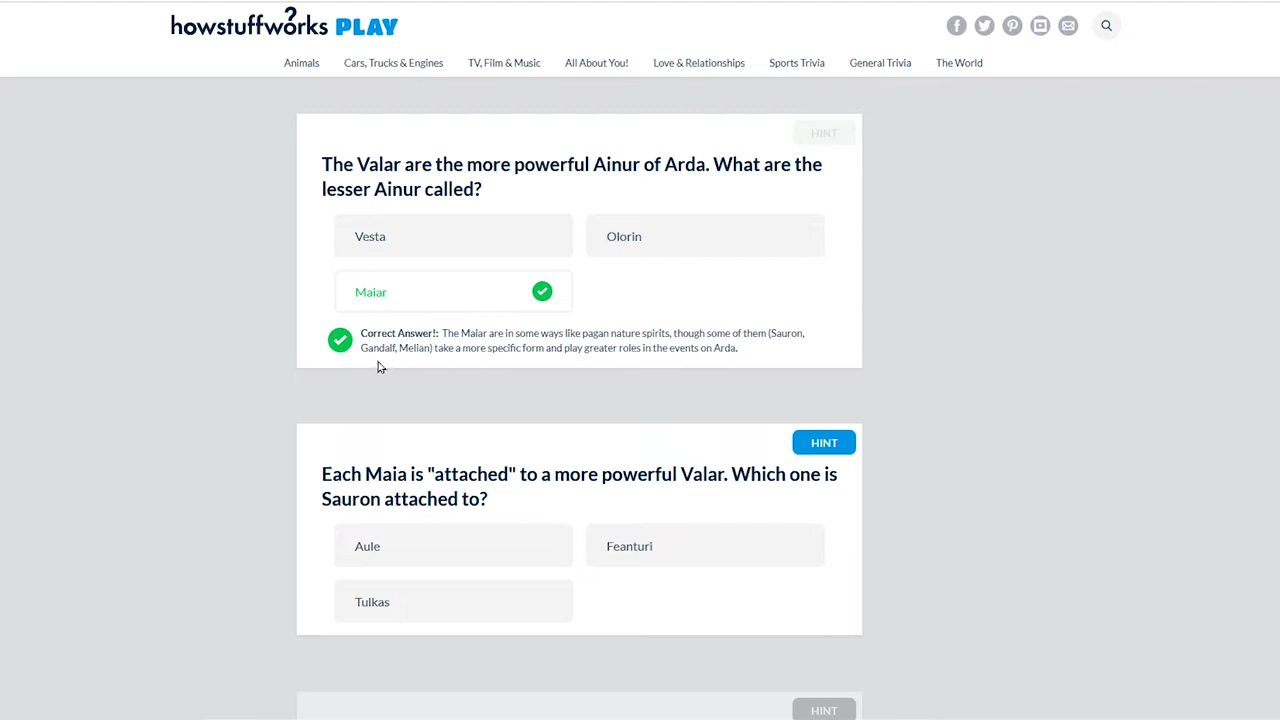 howstuffworks PLAY
Animals Cars, Trucks & Engines TV, Film & Music All About You! Love & Relationships Sports Trivia General Trivia The World
HINT
The Valar are the more powerful Ainur of Arda. What are the
lesser Ainur called?
Vesta Olorin
Maiar
Correct Answer!: The Maiar are in some ways like pagan nature spirits, though some of them (Sauron,
Gandalf, Melian) take a more specific form and play greater roles in the events on Arda.
HINT
Each Maia is "attached" to a more powerful Valar. Which one is
Sauron attached to?
Aule Feanturi
Tulkas
HINT